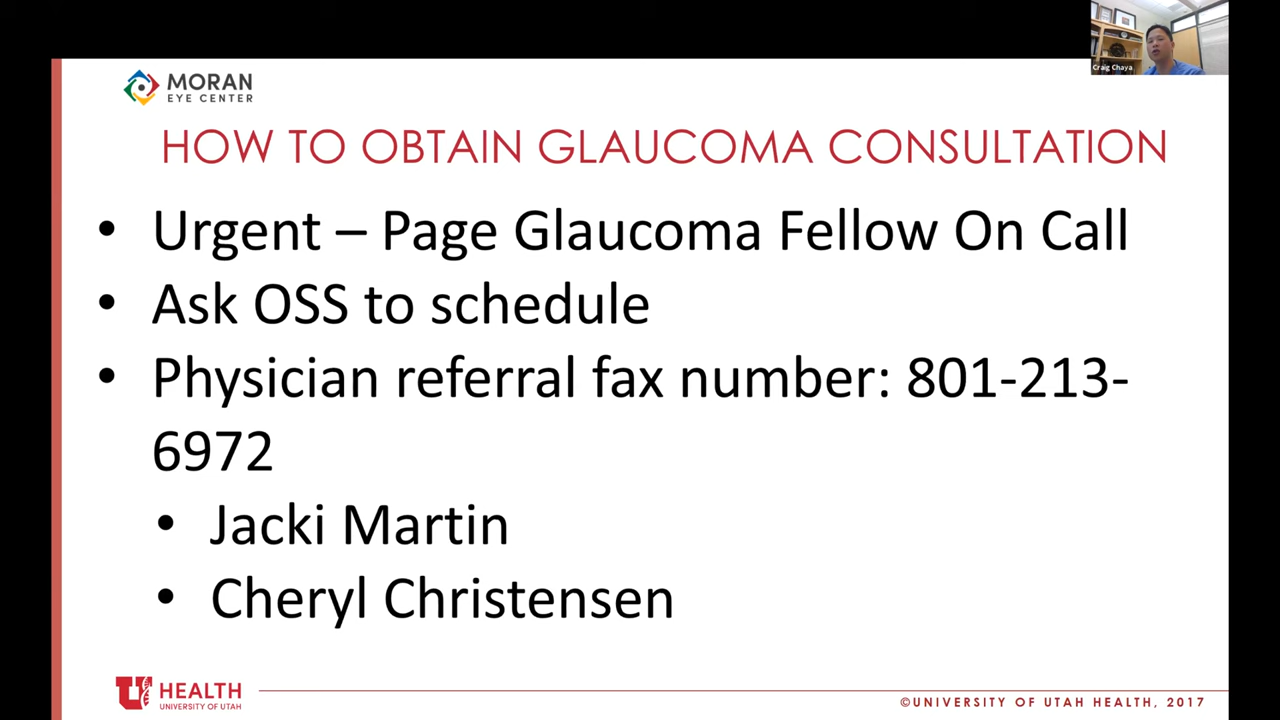 Craig Chaya
MORAN
EYE CENTER
HOW TO OBTAIN GLAUCOMA CONSULTATION
• Urgent – Page Glaucoma Fellow On Call
• Ask OSS to schedule
• Physician referral fax number: 801-213-
6972
• Jacki Martin
• Cheryl Christensen
U HEALTH
UNIVERSITY OF UTAH
©UNIVERSITY OF UTAH HEALTH, 2017